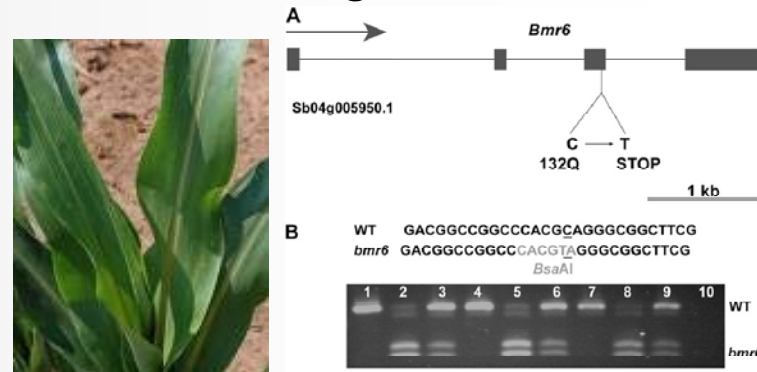 A
Bmr6
Sb04g005950.1
C → T
132Q STOP
1 kb
B
WT GACGGCCGGCCCACGCAGGGCGGCTTCG
bmr6 GACGGCCGGCCCACGTAGGGCGGCTTCG
BsaAI
1 2 3 4 5 6 7 8 9 10
WT
bmr6